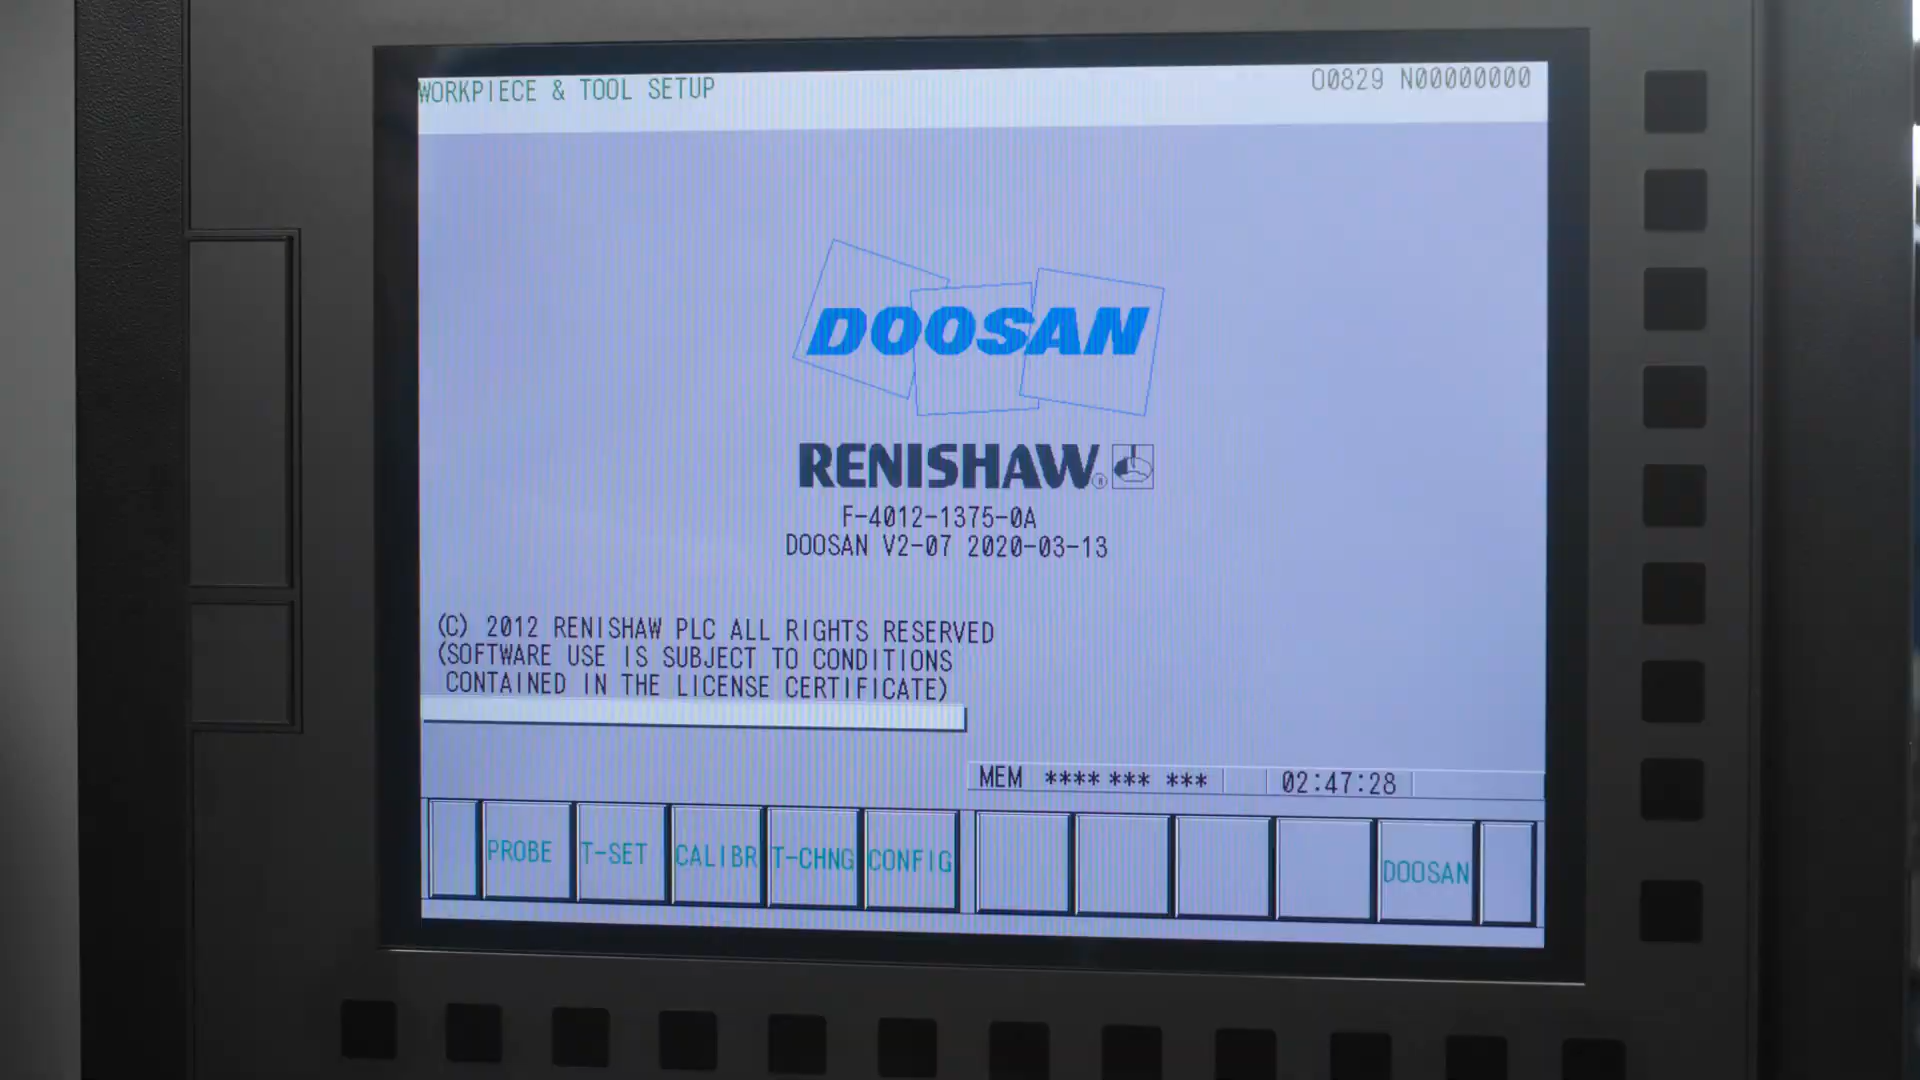 WORKPIECE & TOOL SETUP
O0829 N00000000
DOOSAN
RENISHAW®
F-4012-1375-0A
DOOSAN V2-07 2020-03-13
(C) 2012 RENISHAW PLC ALL RIGHTS RESERVED
(SOFTWARE USE IS SUBJECT TO CONDITIONS
CONTAINED IN THE LICENSE CERTIFICATE)
MEM **** *** *** 02:47:28
PROBE T-SET CALIBR T-CHNG CONFIG DOOSAN